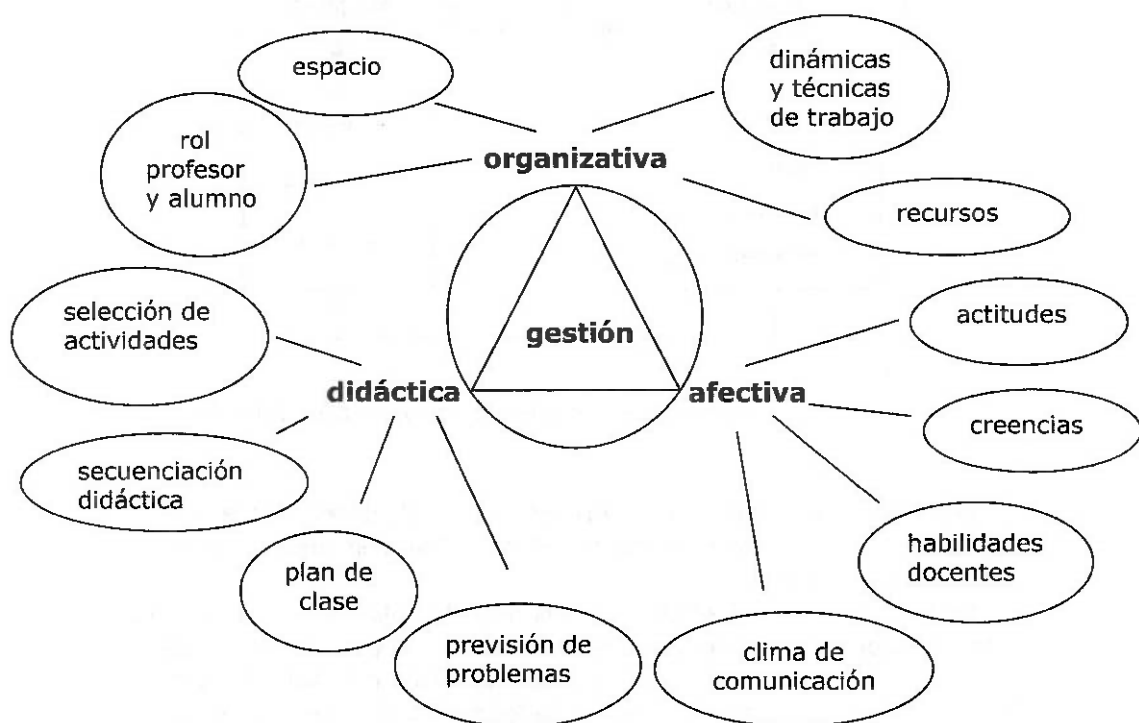 espacio
dinámicas
y técnicas
de trabajo
rol
profesor
y alumno
organizativa
recursos
selección de
actividades
actitudes
gestión
didáctica
afectiva
creencias
secuenciación
didáctica
habilidades
docentes
plan de
clase
previsión de
problemas
clima de
comunicación